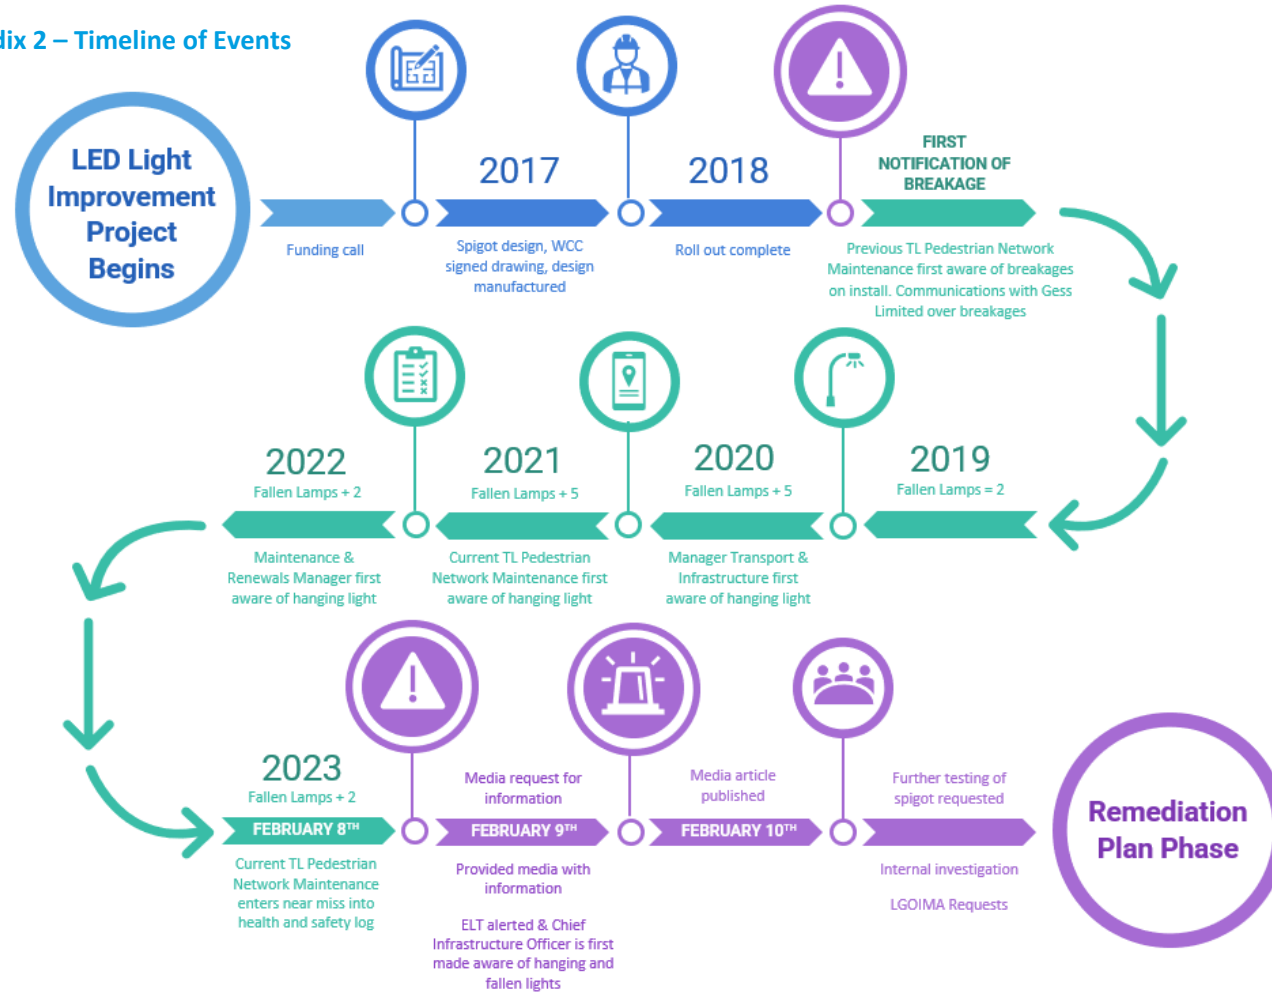 dix 2 – Timeline of Events
LED Light
Improvement
Project
Begins
Funding call
2017
Spigot design, WCC
signed drawing, design
manufactured
2018
Roll out complete
FIRST
NOTIFICATION OF
BREAKAGE
Previous TL Pedestrian Network
Maintenance first aware of breakages
on install. Communications with Gess
Limited over breakages
2019
Fallen Lamps = 2
2020
Fallen Lamps + 5
Manager Transport &
Infrastructure first
aware of hanging light
2021
Fallen Lamps + 5
Current TL Pedestrian
Network Maintenance first
aware of hanging light
2022
Fallen Lamps + 2
Maintenance &
Renewals Manager first
aware of hanging light
2023
Fallen Lamps + 2
FEBRUARY 8TH
Current TL Pedestrian
Network Maintenance
enters near miss into
health and safety log
Media request for
information
FEBRUARY 9TH
Provided media with
information
ELT alerted & Chief
Infrastructure Officer is first
made aware of hanging and
fallen lights
Media article
published
FEBRUARY 10TH
Further testing of
spigot requested
Internal investigation
LGOIMA Requests
Remediation
Plan Phase